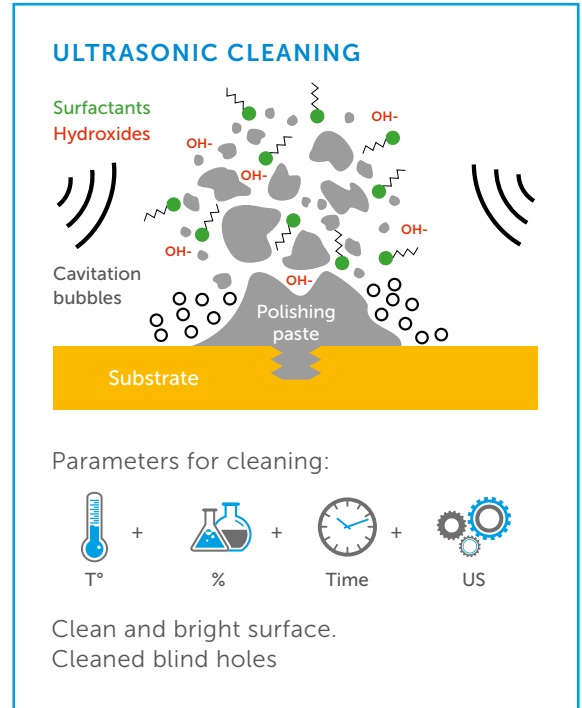 ULTRASONIC CLEANING
Surfactants
Hydroxides
OH-
OH-
OH-
OH-
OH-
OH-
Cavitation
bubbles
Polishing
paste
Substrate
Parameters for cleaning:
+
+
+
T°
%
Time
US
Clean and bright surface.
Cleaned blind holes